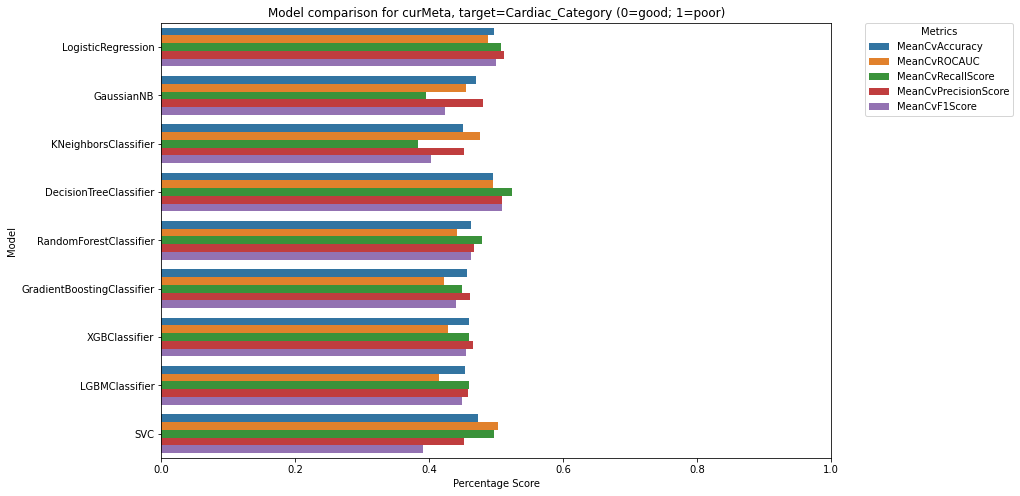 Model comparison for curMeta, target=Cardiac_Category (0=good; 1=poor)
Model
LogisticRegression
GaussianNB
KNeighborsClassifier
DecisionTreeClassifier
RandomForestClassifier
GradientBoostingClassifier
XGBClassifier
LGBMClassifier
SVC
0.0 0.2 0.4 0.6 0.8 1.0
Percentage Score
Metrics
MeanCvAccuracy
MeanCvROCAUC
MeanCvRecallScore
MeanCvPrecisionScore
MeanCvF1Score